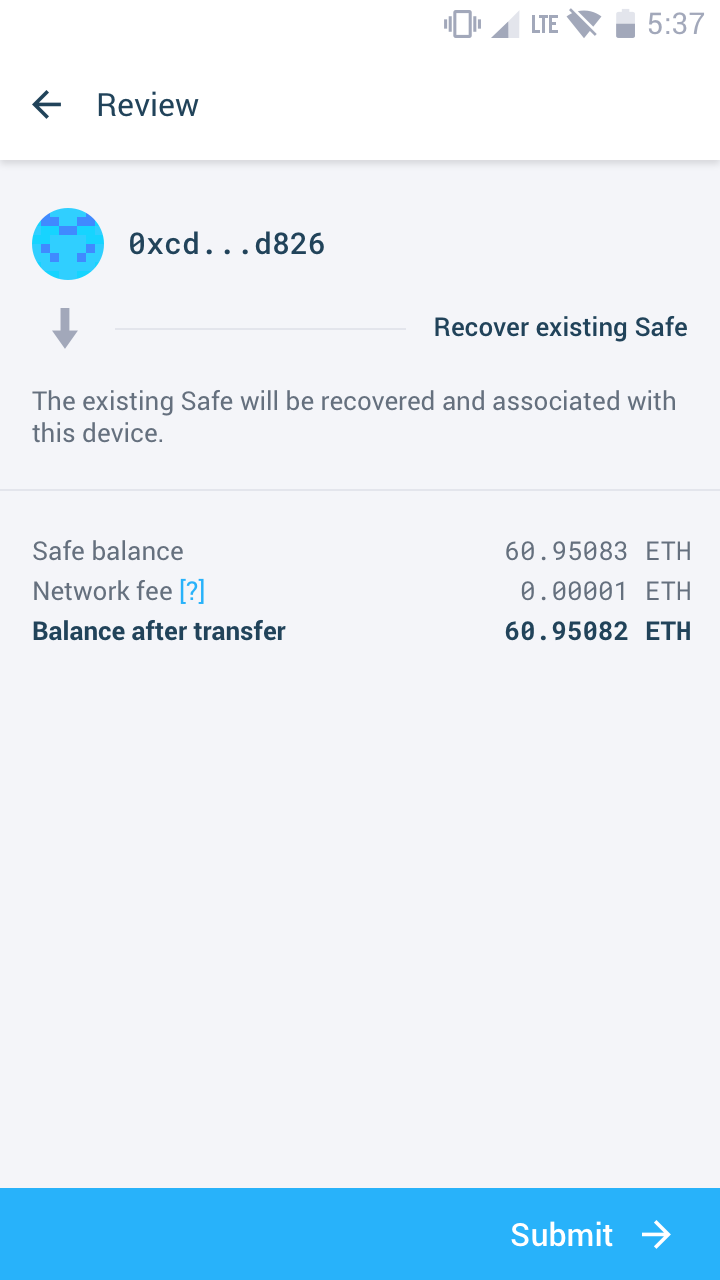 LTE 5:37
Review
0xcd...d826
Recover existing Safe
The existing Safe will be recovered and associated with
this device.
Safe balance 60.95083 ETH
Network fee [?] 0.00001 ETH
Balance after transfer 60.95082 ETH
Submit